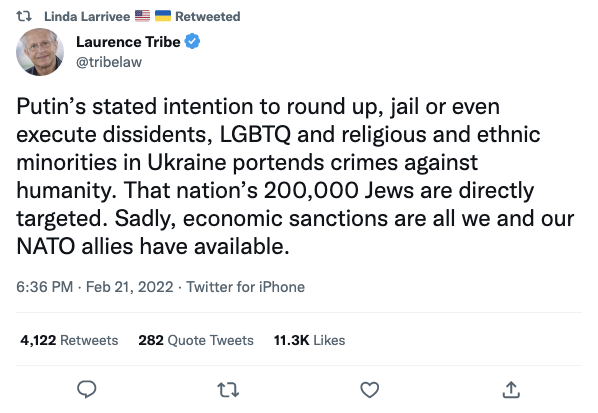 Linda Larrivee 🇺🇸 🇺🇦 Retweeted
Laurence Tribe
@tribelaw
Putin’s stated intention to round up, jail or even
execute dissidents, LGBTQ and religious and ethnic
minorities in Ukraine portends crimes against
humanity. That nation’s 200,000 Jews are directly
targeted. Sadly, economic sanctions are all we and our
NATO allies have available.
6:36 PM · Feb 21, 2022 · Twitter for iPhone
4,122 Retweets 282 Quote Tweets 11.3K Likes